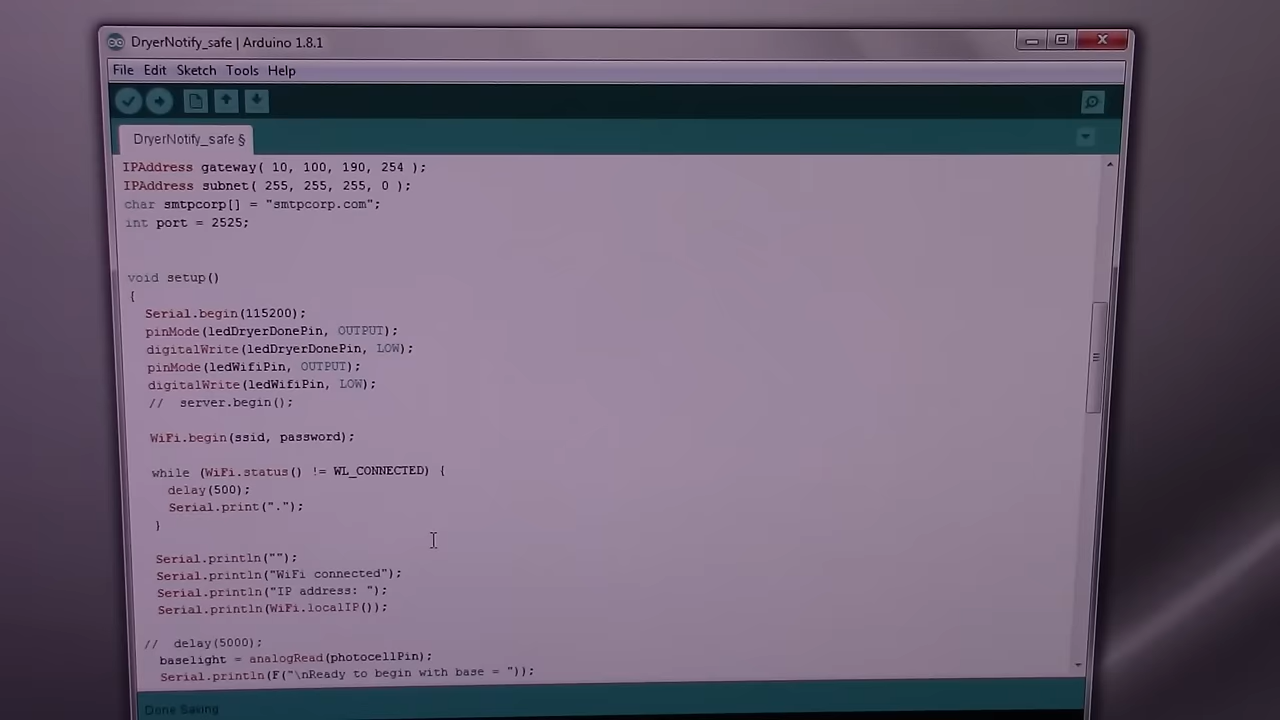 DryerNotify_safe | Arduino 1.8.1
File Edit Sketch Tools Help
DryerNotify_safe §
IPAddress gateway( 10, 100, 190, 254 );
IPAddress subnet( 255, 255, 255, 0 );
char smtpcorp[] = "smtpcorp.com";
int port = 2525;
void setup()
{
Serial.begin(115200);
pinMode(ledDryerDonePin, OUTPUT);
digitalWrite(ledDryerDonePin, LOW);
pinMode(ledWifiPin, OUTPUT);
digitalWrite(ledWifiPin, LOW);
// server.begin();
WiFi.begin(ssid, password);
while (WiFi.status() != WL_CONNECTED) {
delay(500);
Serial.print(".");
}
Serial.println("");
Serial.println("WiFi connected");
Serial.println("IP address: ");
Serial.println(WiFi.localIP());
// delay(5000);
baselight = analogRead(photocellPin);
Serial.println(F("\nReady to begin with base = "));
Done Saving